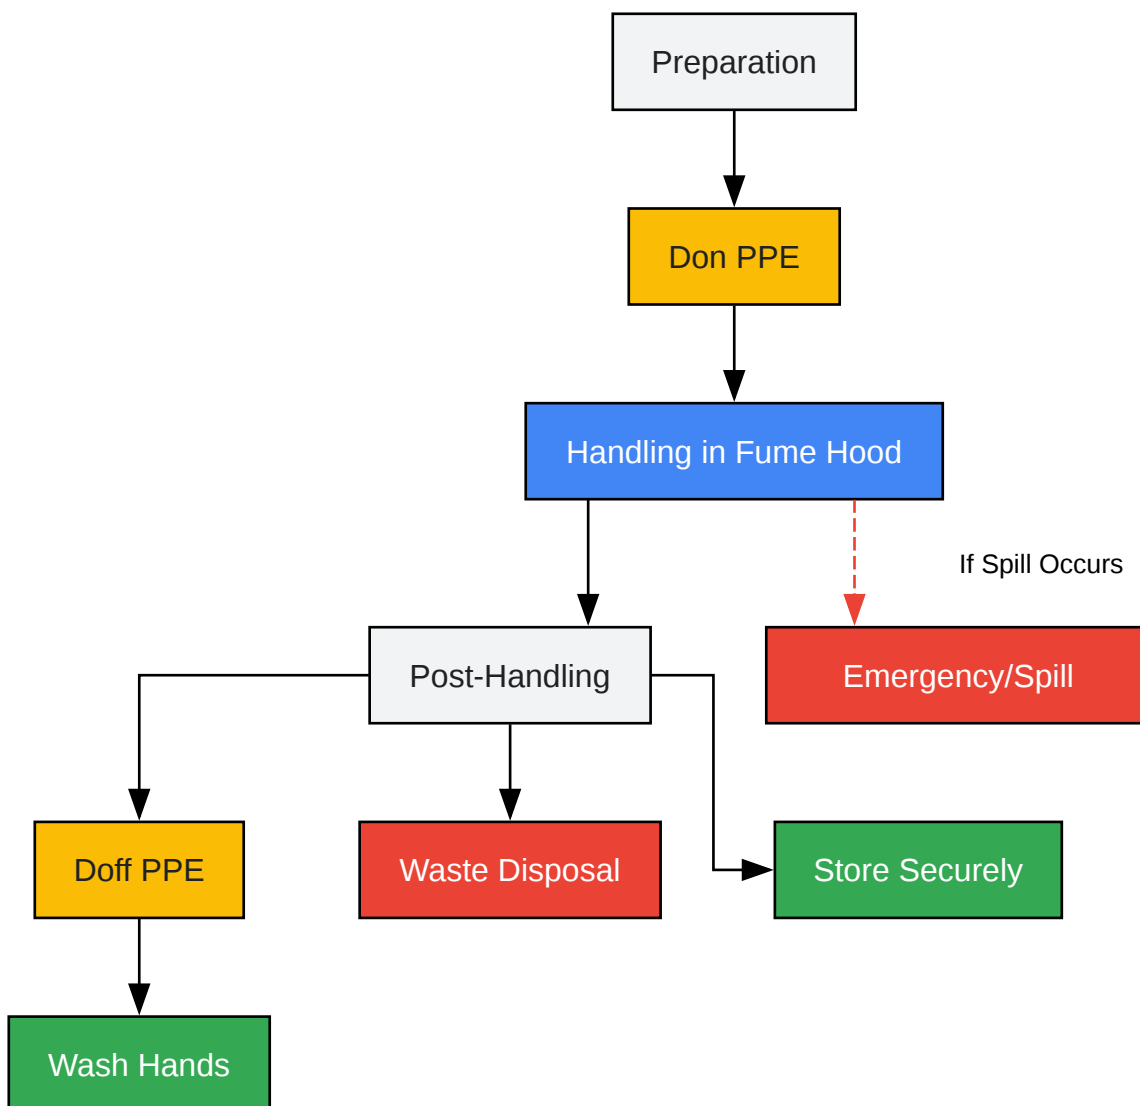 Preparation
Don PPE
Handling in Fume Hood
If Spill Occurs
Post-Handling
Emergency/Spill
Doff PPE
Waste Disposal
Store Securely
Wash Hands